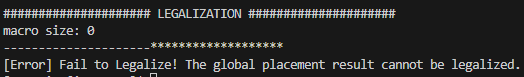 #################### LEGALIZATION ####################
macro size: 0
---------------------*******************
[Error] Fail to Legalize! The global placement result cannot be legalized.